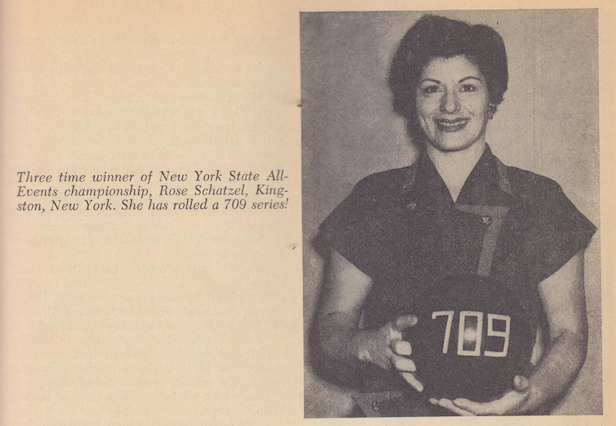 Three time winner of New York State All-
Events championship, Rose Schatzel, King-
ston, New York. She has rolled a 709 series!
709